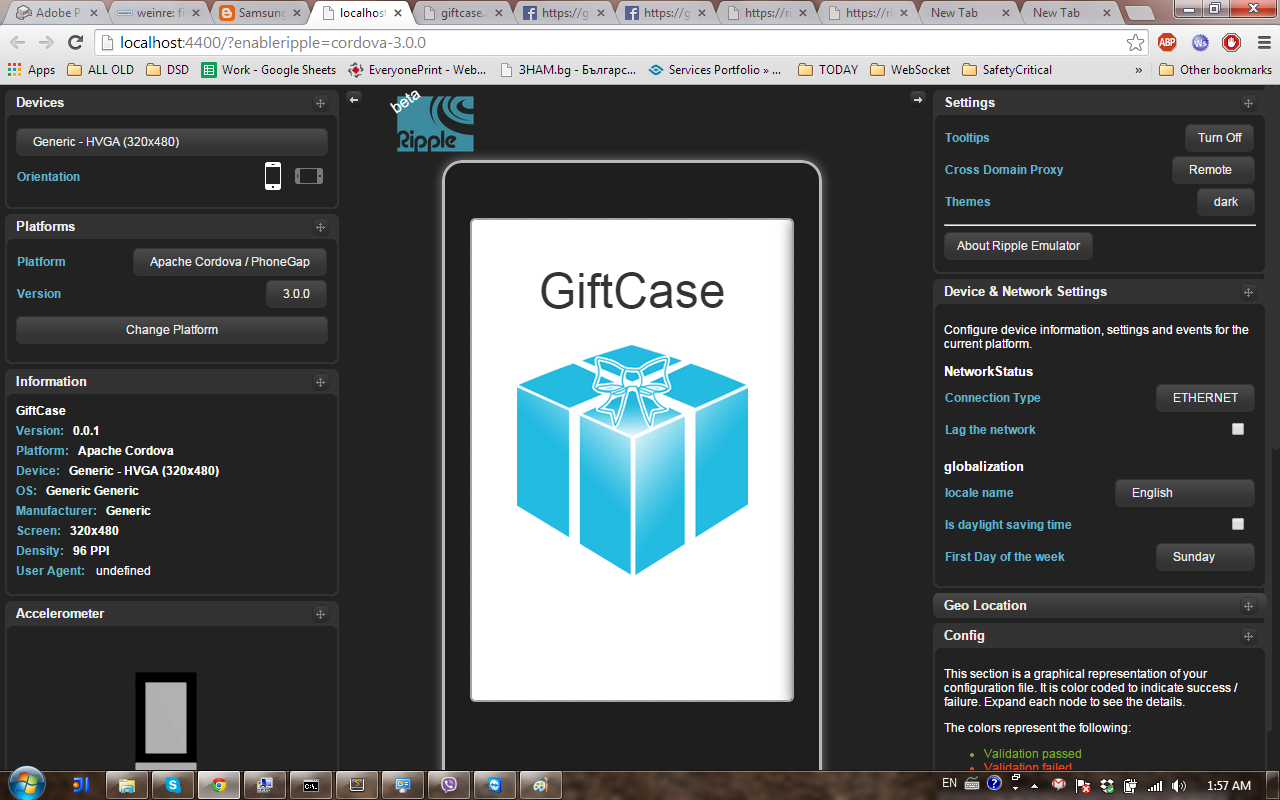 Adobe P
weinre: fi
Samsung
localhost
giftcase.
https://g
https://g
https://ri
https://ri
New Tab
New Tab
localhost:4400/?enableripple=cordova-3.0.0
ABP
Apps
ALL OLD
DSD
Work - Google Sheets
EveryonePrint - Web...
ЗНАМ.bg - Българс...
Services Portfolio » ...
TODAY
WebSocket
SafetyCritical
»
Other bookmarks
Devices
Generic - HVGA (320x480)
Orientation
Platforms
Platform
Apache Cordova / PhoneGap
Version
3.0.0
Change Platform
Information
GiftCase
Version: 0.0.1
Platform: Apache Cordova
Device: Generic - HVGA (320x480)
OS: Generic Generic
Manufacturer: Generic
Screen: 320x480
Density: 96 PPI
User Agent: undefined
Accelerometer
beta
Ripple
GiftCase
Settings
Tooltips
Turn Off
Cross Domain Proxy
Remote
Themes
dark
About Ripple Emulator
Device & Network Settings
Configure device information, settings and events for the
current platform.
NetworkStatus
Connection Type
ETHERNET
Lag the network
globalization
locale name
English
Is daylight saving time
First Day of the week
Sunday
Geo Location
Config
This section is a graphical representation of your
configuration file. It is color coded to indicate success /
failure. Expand each node to see the details.
The colors represent the following:
Validation passed
Validation failed
EN
1:57 AM